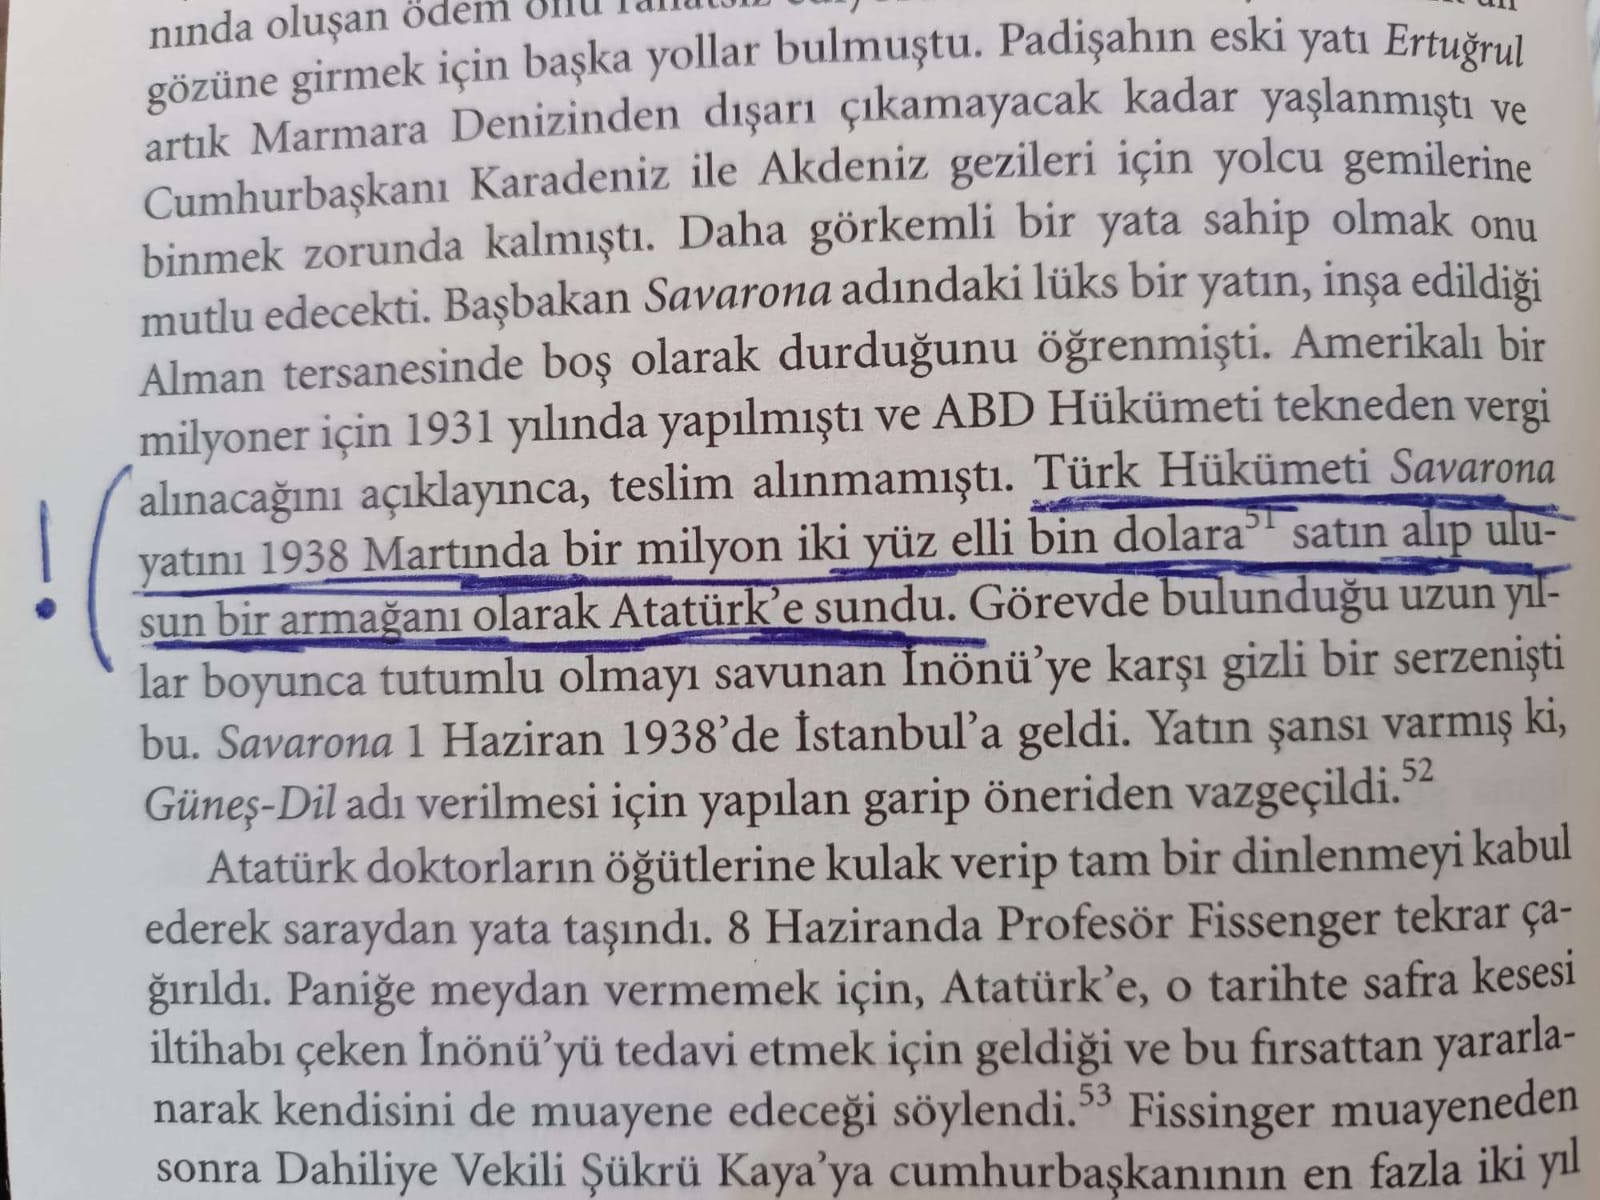 nında oluşan ödem onu
gözüne girmek için başka yollar bulmuştu. Padişahın eski yatı Ertuğrul
artık Marmara Denizinden dışarı çıkamayacak kadar yaşlanmıştı ve
Cumhurbaşkanı Karadeniz ile Akdeniz gezileri için yolcu gemilerine
binmek zorunda kalmıştı. Daha görkemli bir yata sahip olmak onu
mutlu edecekti. Başbakan Savarona adındaki lüks bir yatın, inşa edildiği
Alman tersanesinde boş olarak durduğunu öğrenmişti. Amerikalı bir
milyoner için 1931 yılında yapılmıştı ve ABD Hükümeti tekneden vergi
alınacağını açıklayınca, teslim alınmamıştı. Türk Hükümeti Savarona
! yatını 1938 Martında bir milyon iki yüz elli bin dolara51 satın alıp ulu-
sun bir armağanı olarak Atatürk'e sundu. Görevde bulunduğu uzun yıl-
lar boyunca tutumlu olmayı savunan İnönü'ye karşı gizli bir serzenişti
bu. Savarona 1 Haziran 1938'de İstanbul'a geldi. Yatın şansı varmış ki,
Güneş-Dil adı verilmesi için yapılan garip öneriden vazgeçildi.52
Atatürk doktorların öğütlerine kulak verip tam bir dinlenmeyi kabul
ederek saraydan yata taşındı. 8 Haziranda Profesör Fissenger tekrar ça-
ğırıldı. Paniğe meydan vermemek için, Atatürk'e, o tarihte safra kesesi
iltihabı çeken İnönü'yü tedavi etmek için geldiği ve bu fırsattan yararla-
narak kendisini de muayene edeceği söylendi.53 Fissinger muayeneden
sonra Dahiliye Vekili Şükrü Kaya'ya cumhurbaşkanının en fazla iki yıl